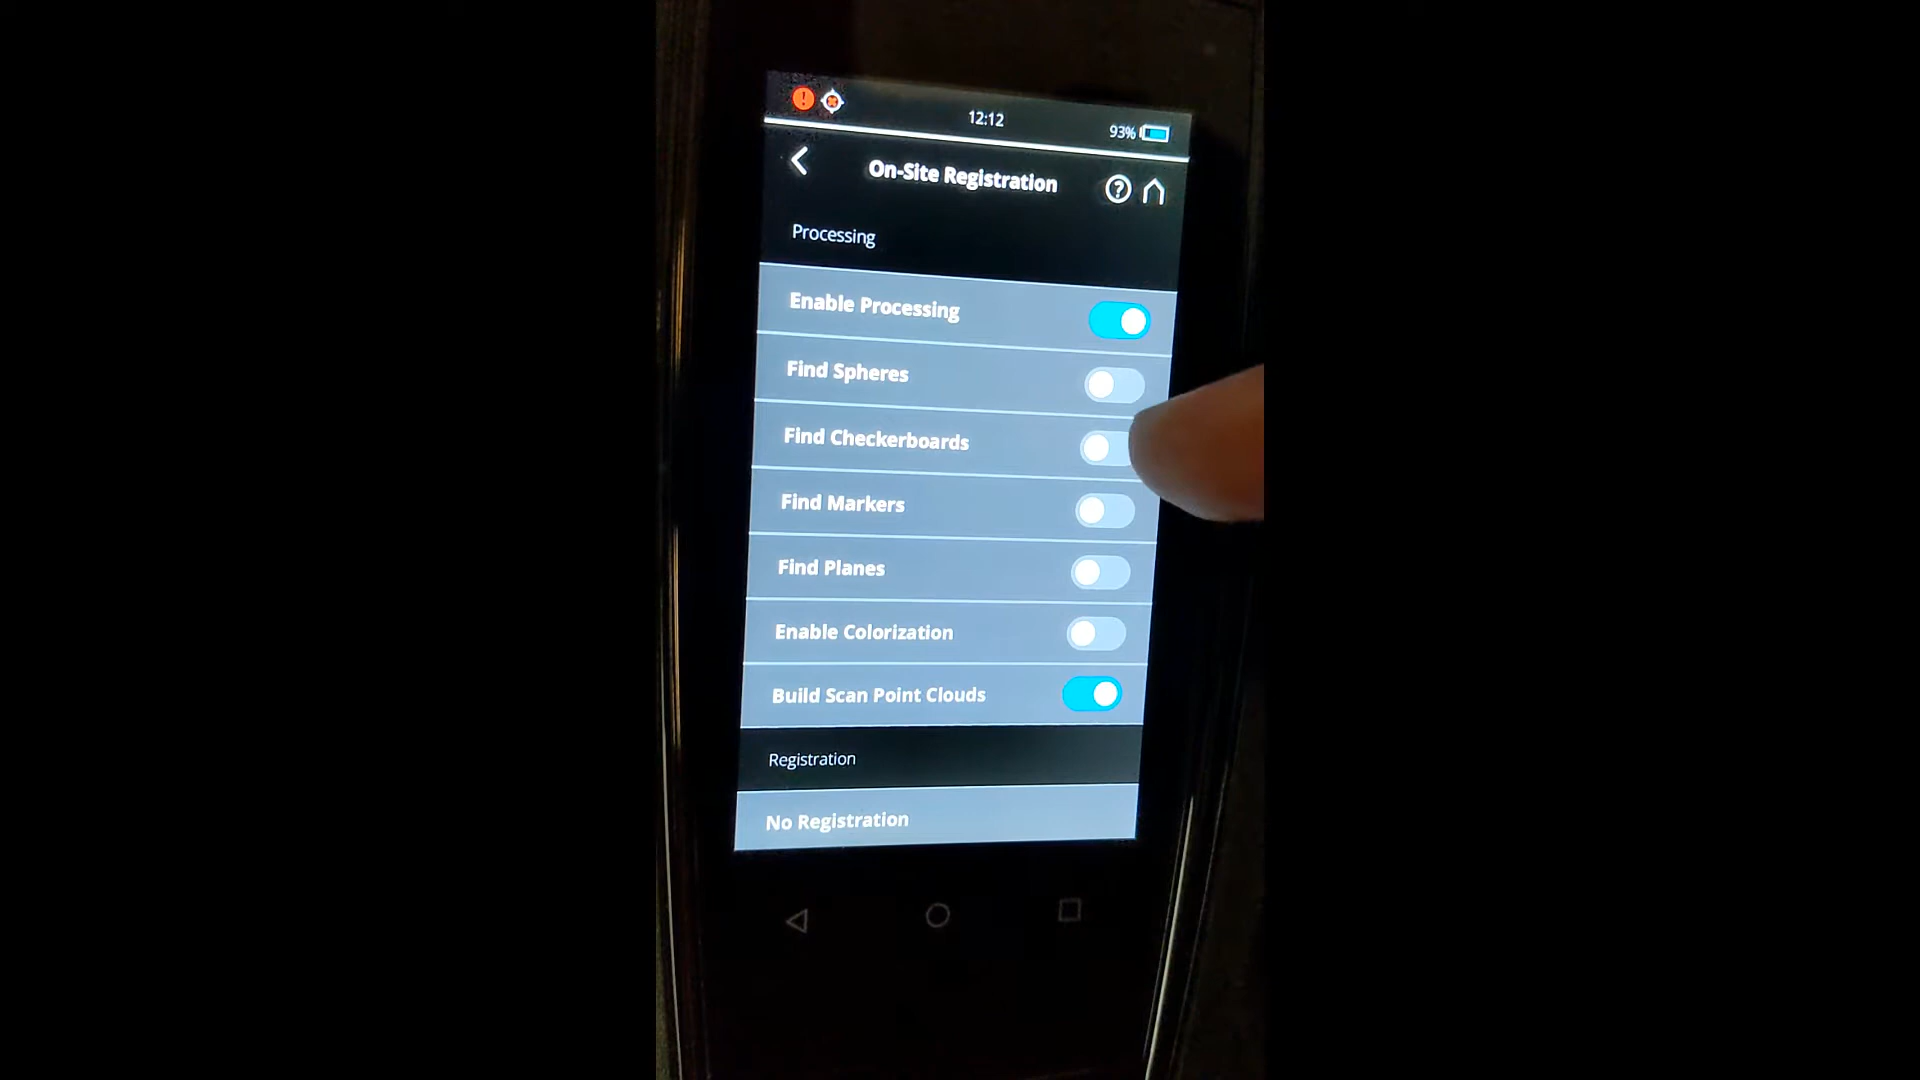 12:12
93%
On-Site Registration
Processing
Enable Processing
Find Spheres
Find Checkerboards
Find Markers
Find Planes
Enable Colorization
Build Scan Point Clouds
Registration
No Registration